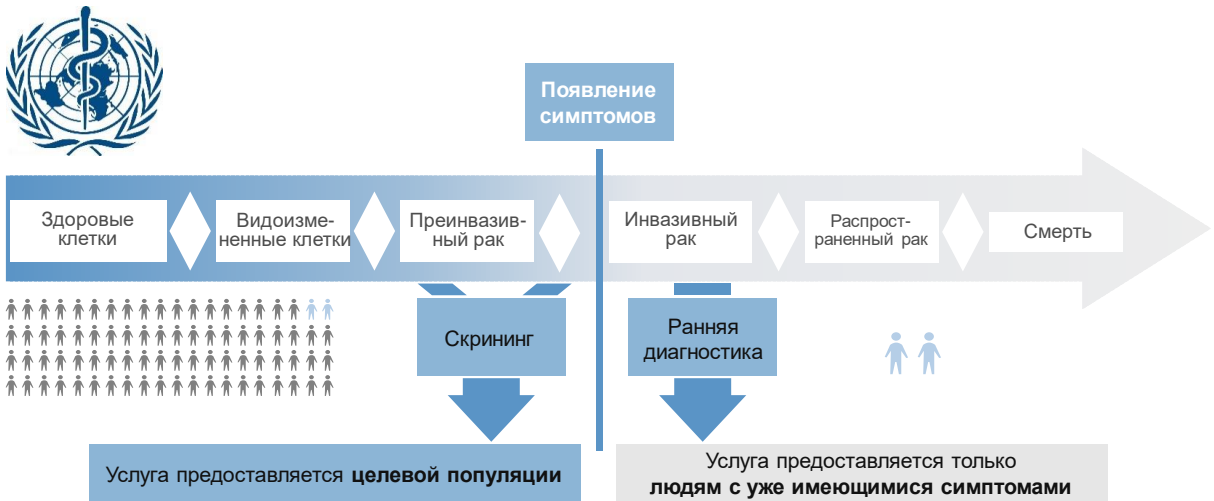 Появление
симптомов
Здоровые
клетки
Видоизме-
ненные клетки
Преинвазив-
ный рак
Инвазивный
рак
Распрост-
раненный рак
Смерть
Скрининг
Ранняя
диагностика
Услуга предоставляется целевой популяции
Услуга предоставляется только
людям с уже имеющимися симптомами